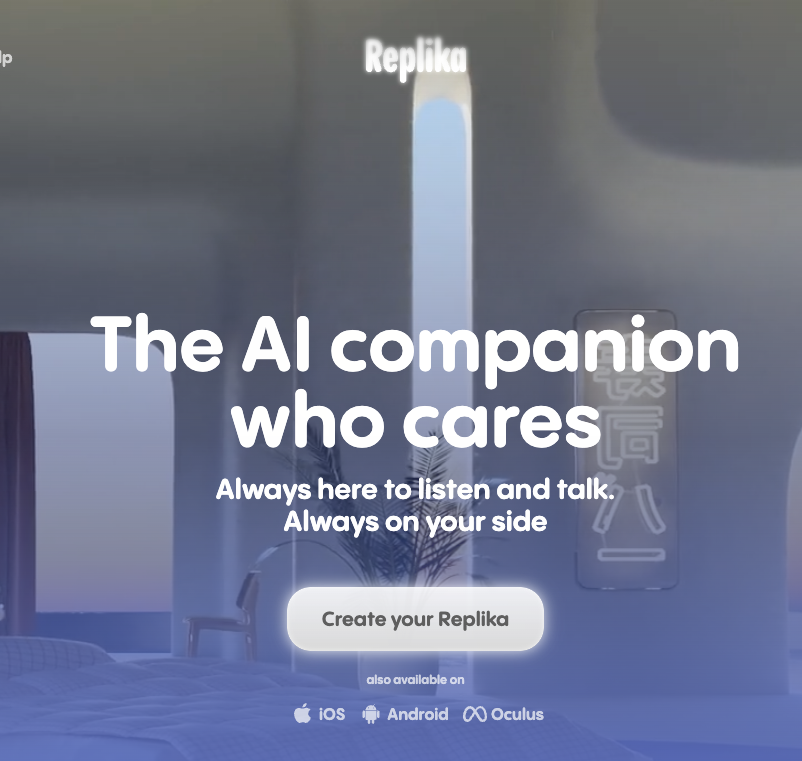 lp
Replika
The AI companion
who cares
Always here to listen and talk.
Always on your side
Create your Replika
also available on
iOS Android Oculus